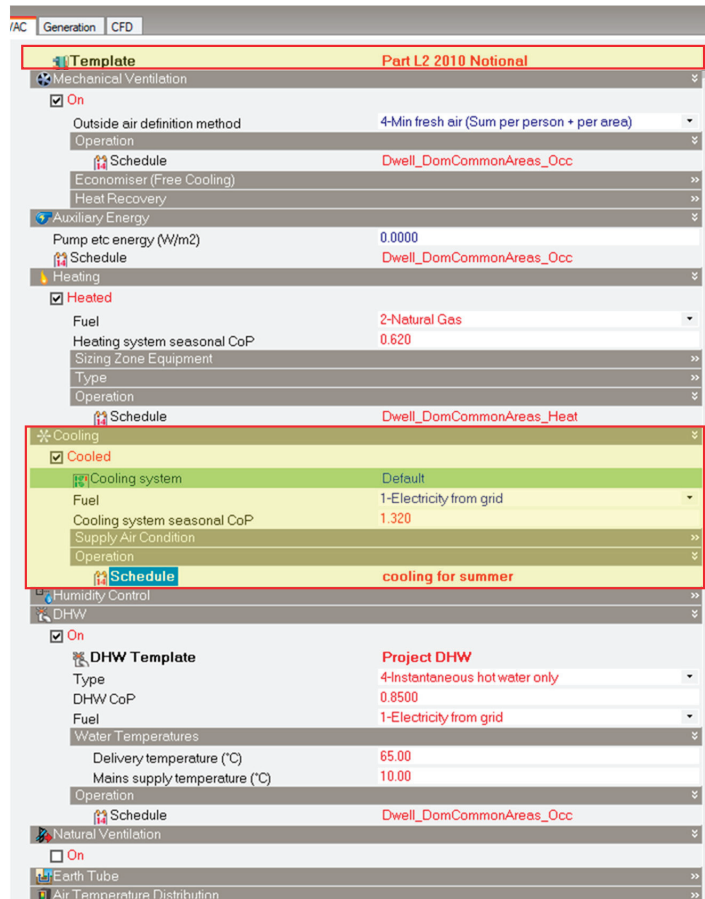 /AC Generation CFD
Template Part L2 2010 Notional
Mechanical Ventilation
On
Outside air definition method 4-Min fresh air (Sum per person + per area)
Operation
14 Schedule Dwell_DomCommonAreas_Occ
Economiser (Free Cooling)
Heat Recovery
Auxiliary Energy
Pump etc energy (W/m2) 0.0000
14 Schedule Dwell_DomCommonAreas_Occ
Heating
Heated
Fuel 2-Natural Gas
Heating system seasonal CoP 0.620
Sizing Zone Equipment
Type
Operation
14 Schedule Dwell_DomCommonAreas_Heat
Cooling
Cooled
Cooling system Default
Fuel 1-Electricity from grid
Cooling system seasonal CoP 1.320
Supply Air Condition
Operation
14 Schedule cooling for summer
Humidity Control
DHW
On
DHW Template Project DHW
Type 4-Instantaneous hot water only
DHW CoP 0.8500
Fuel 1-Electricity from grid
Water Temperatures
Delivery temperature (°C) 65.00
Mains supply temperature (°C) 10.00
Operation
14 Schedule Dwell_DomCommonAreas_Occ
Natural Ventilation
On
Earth Tube
Air Temperature Distribution